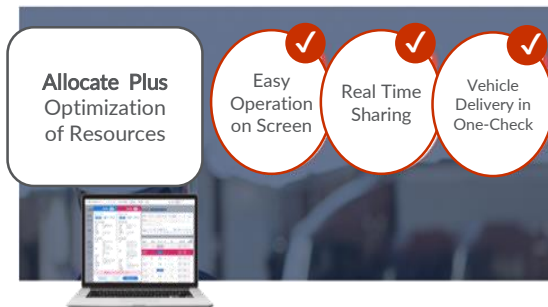 Allocate Plus
Optimization
of Resources
Easy
Operation
on Screen
Real Time
Sharing
Vehicle
Delivery in
One-Check